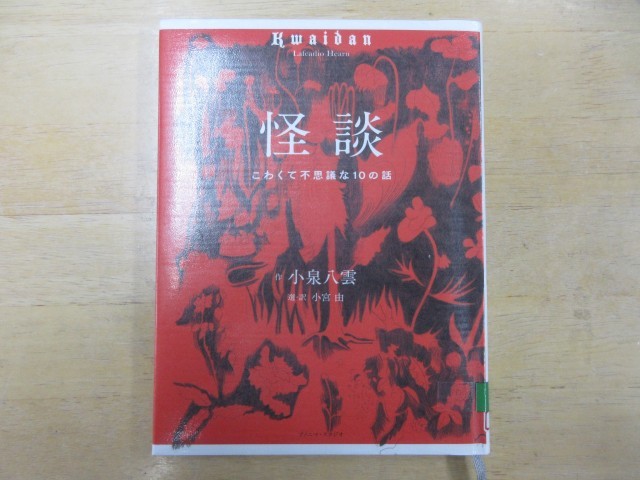 Kwaidan
Lafcadio Hearn
怪談
こわくて不思議な10の話
作 小泉八雲
選・訳 小宮 由